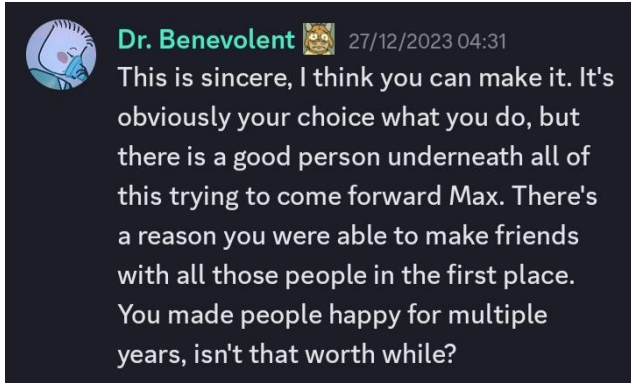 Dr. Benevolent 27/12/2023 04:31
This is sincere, I think you can make it. It's
obviously your choice what you do, but
there is a good person underneath all of
this trying to come forward Max. There's
a reason you were able to make friends
with all those people in the first place.
You made people happy for multiple
years, isn't that worth while?